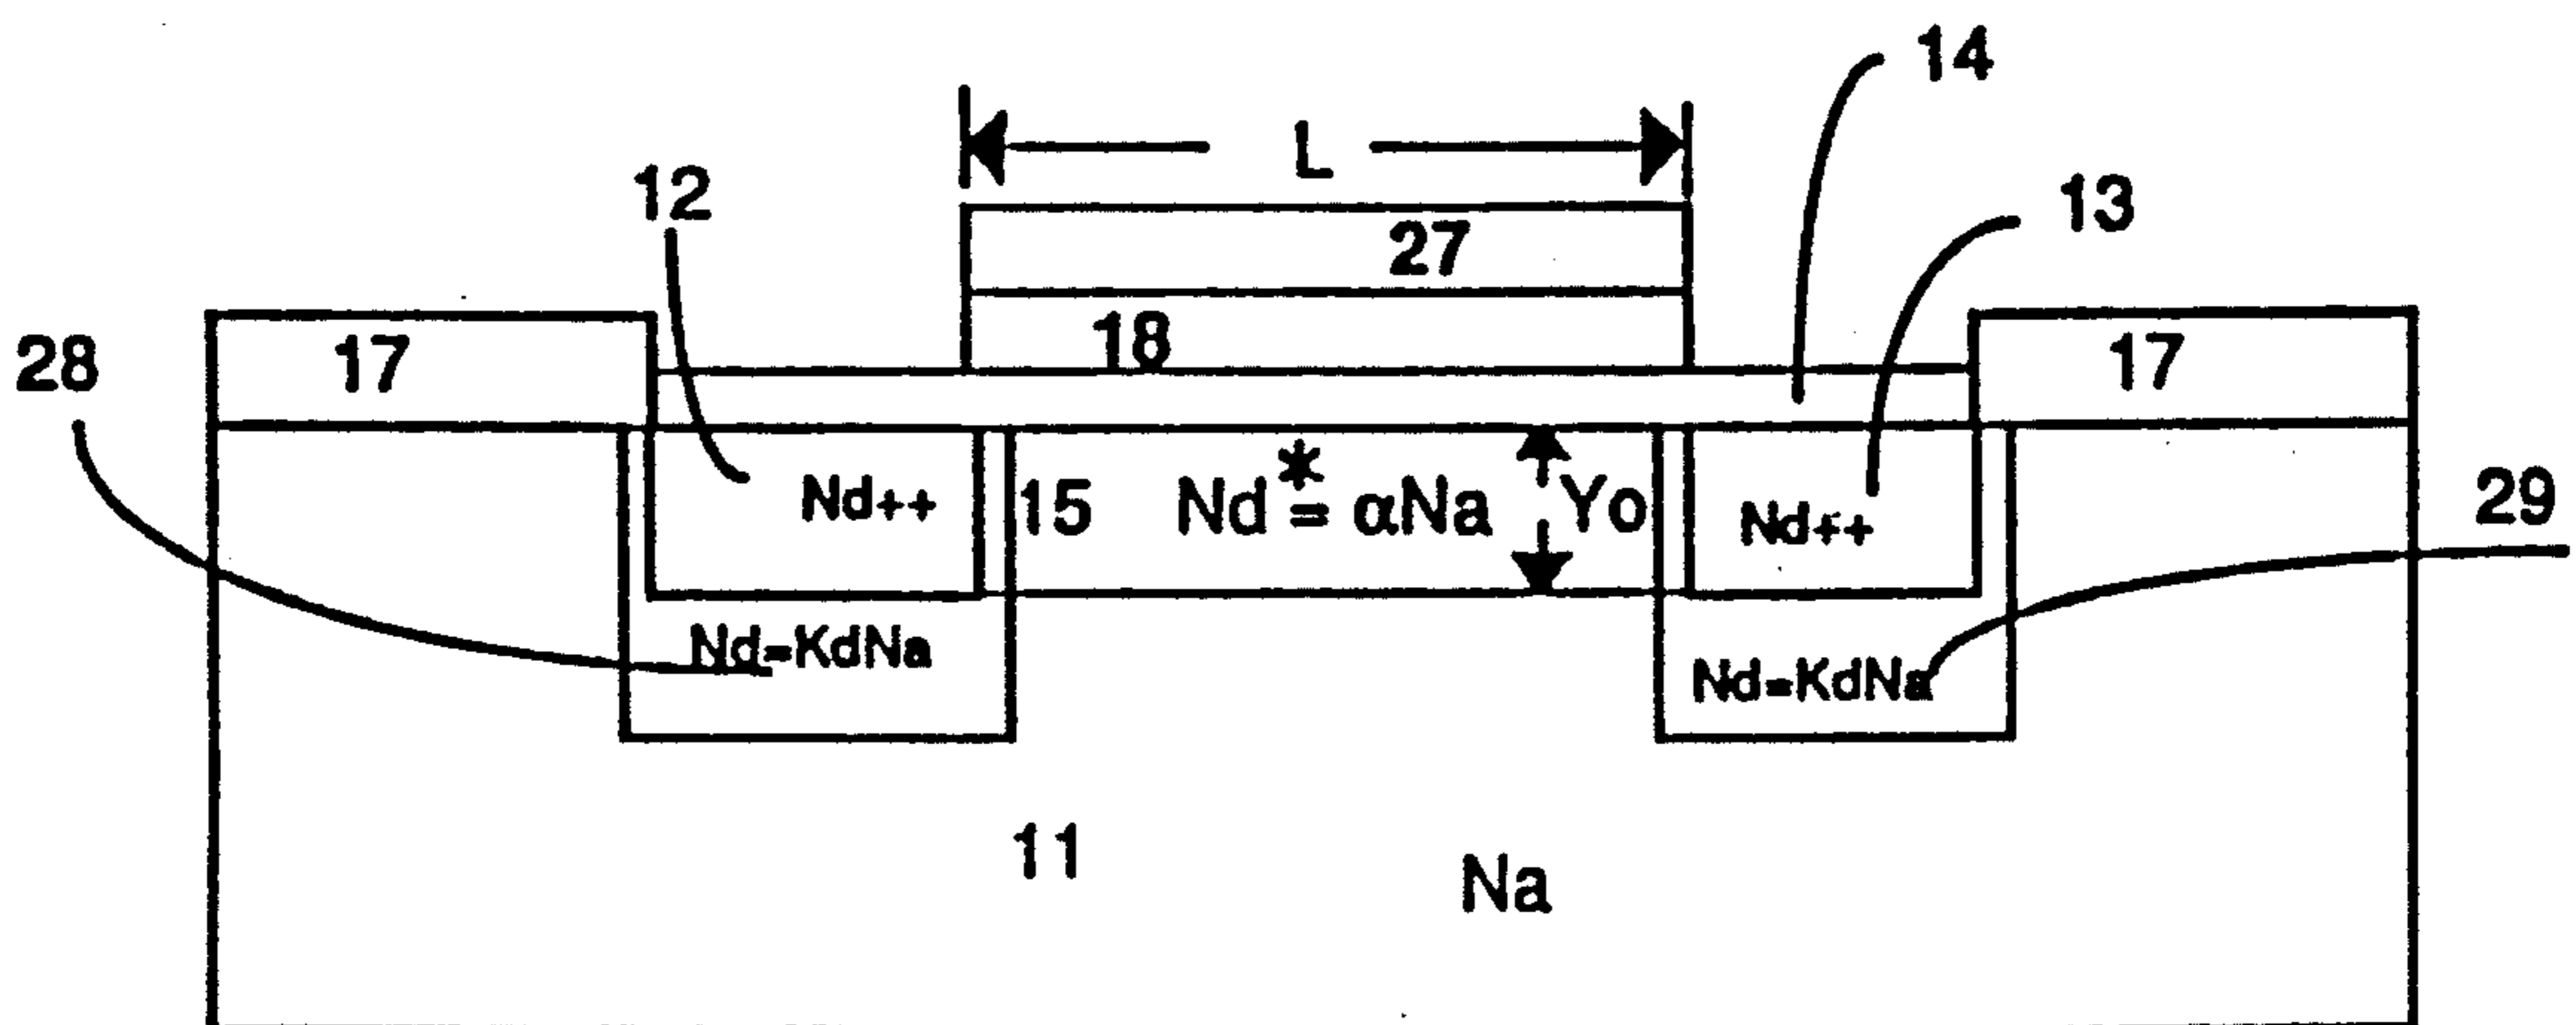 14
L
12
13
27
28
17
18
17
Nd++
15
Nd*= αNa
Yo
Nd++
29
Nd=KdNa
Nd=KdNa
11
Na